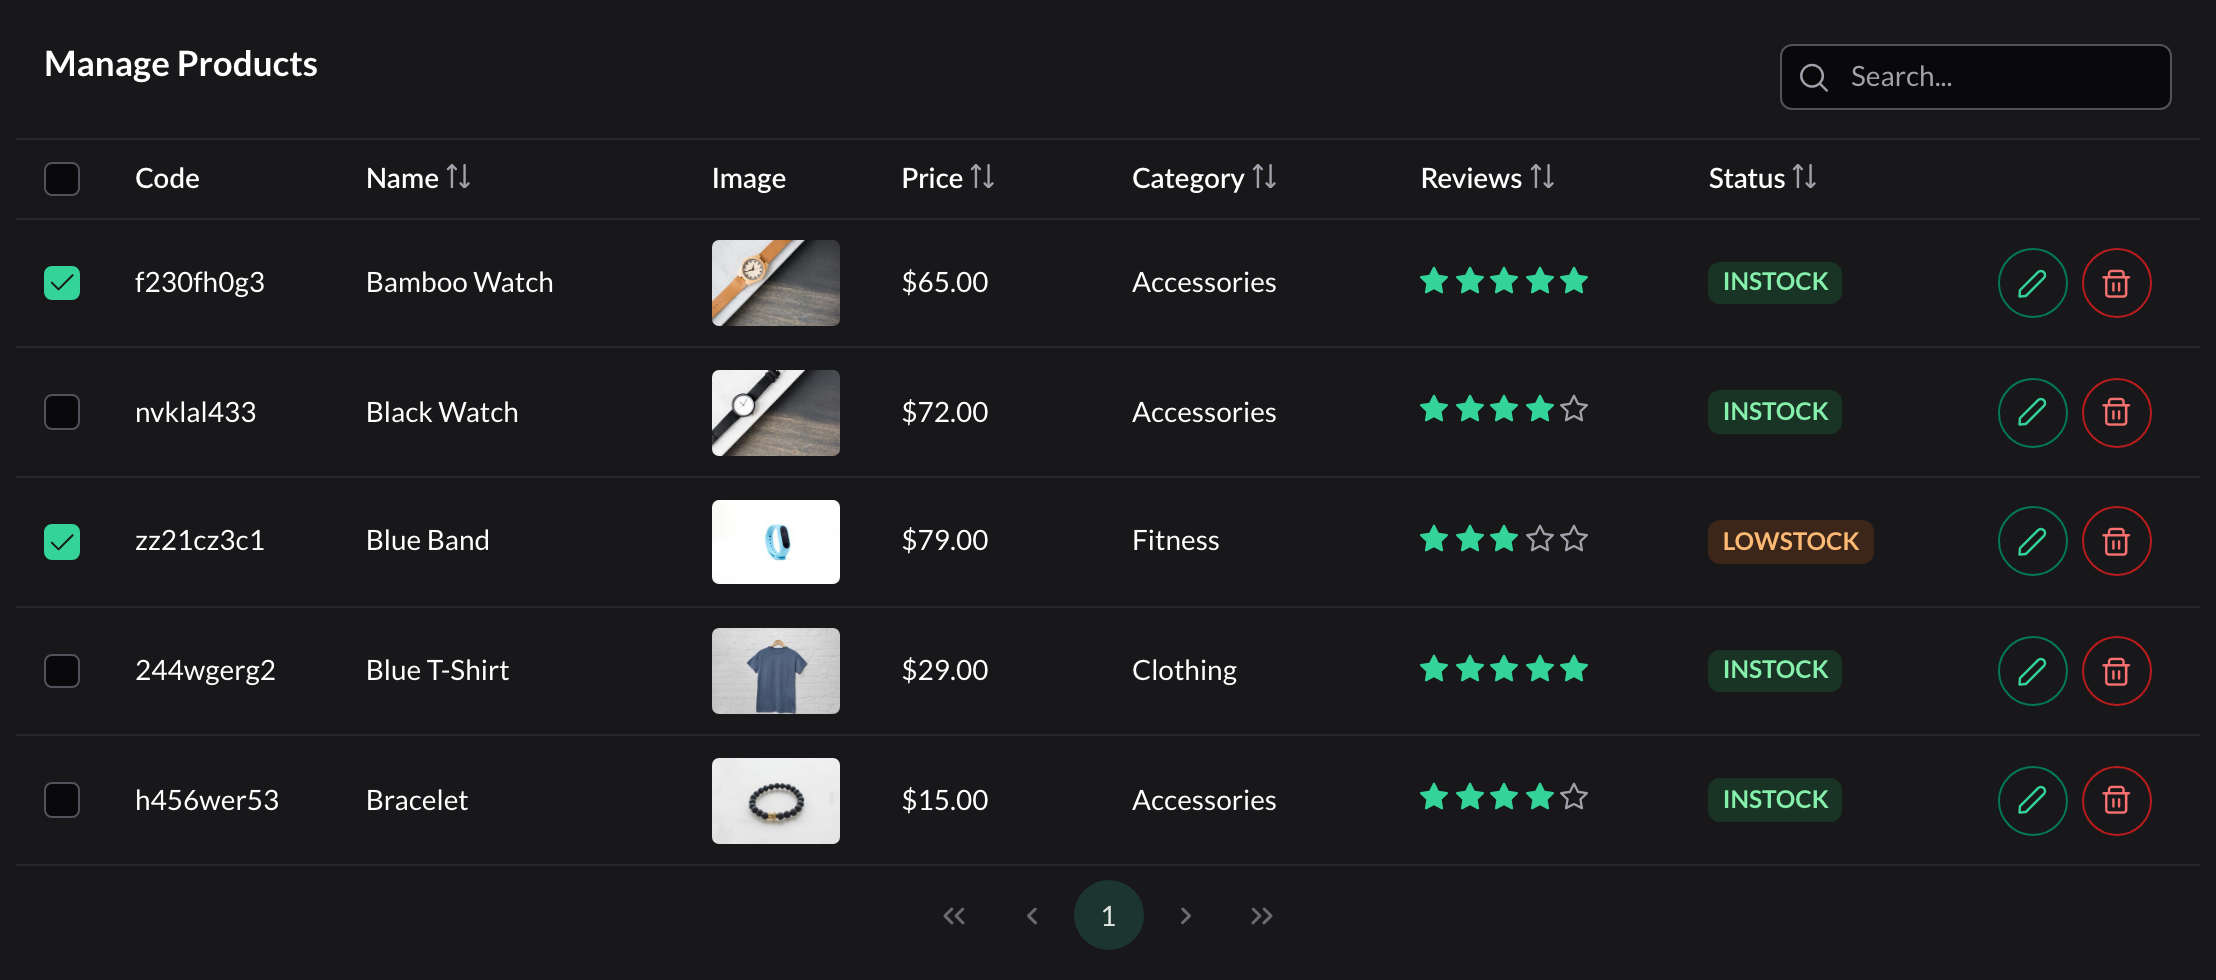 Manage Products
Search...
Code Name Image Price Category Reviews Status
f230fh0g3 Bamboo Watch $65.00 Accessories INSTOCK
nvklal433 Black Watch $72.00 Accessories INSTOCK
zz21cz3c1 Blue Band $79.00 Fitness LOWSTOCK
244wgerg2 Blue T-Shirt $29.00 Clothing INSTOCK
h456wer53 Bracelet $15.00 Accessories INSTOCK
1